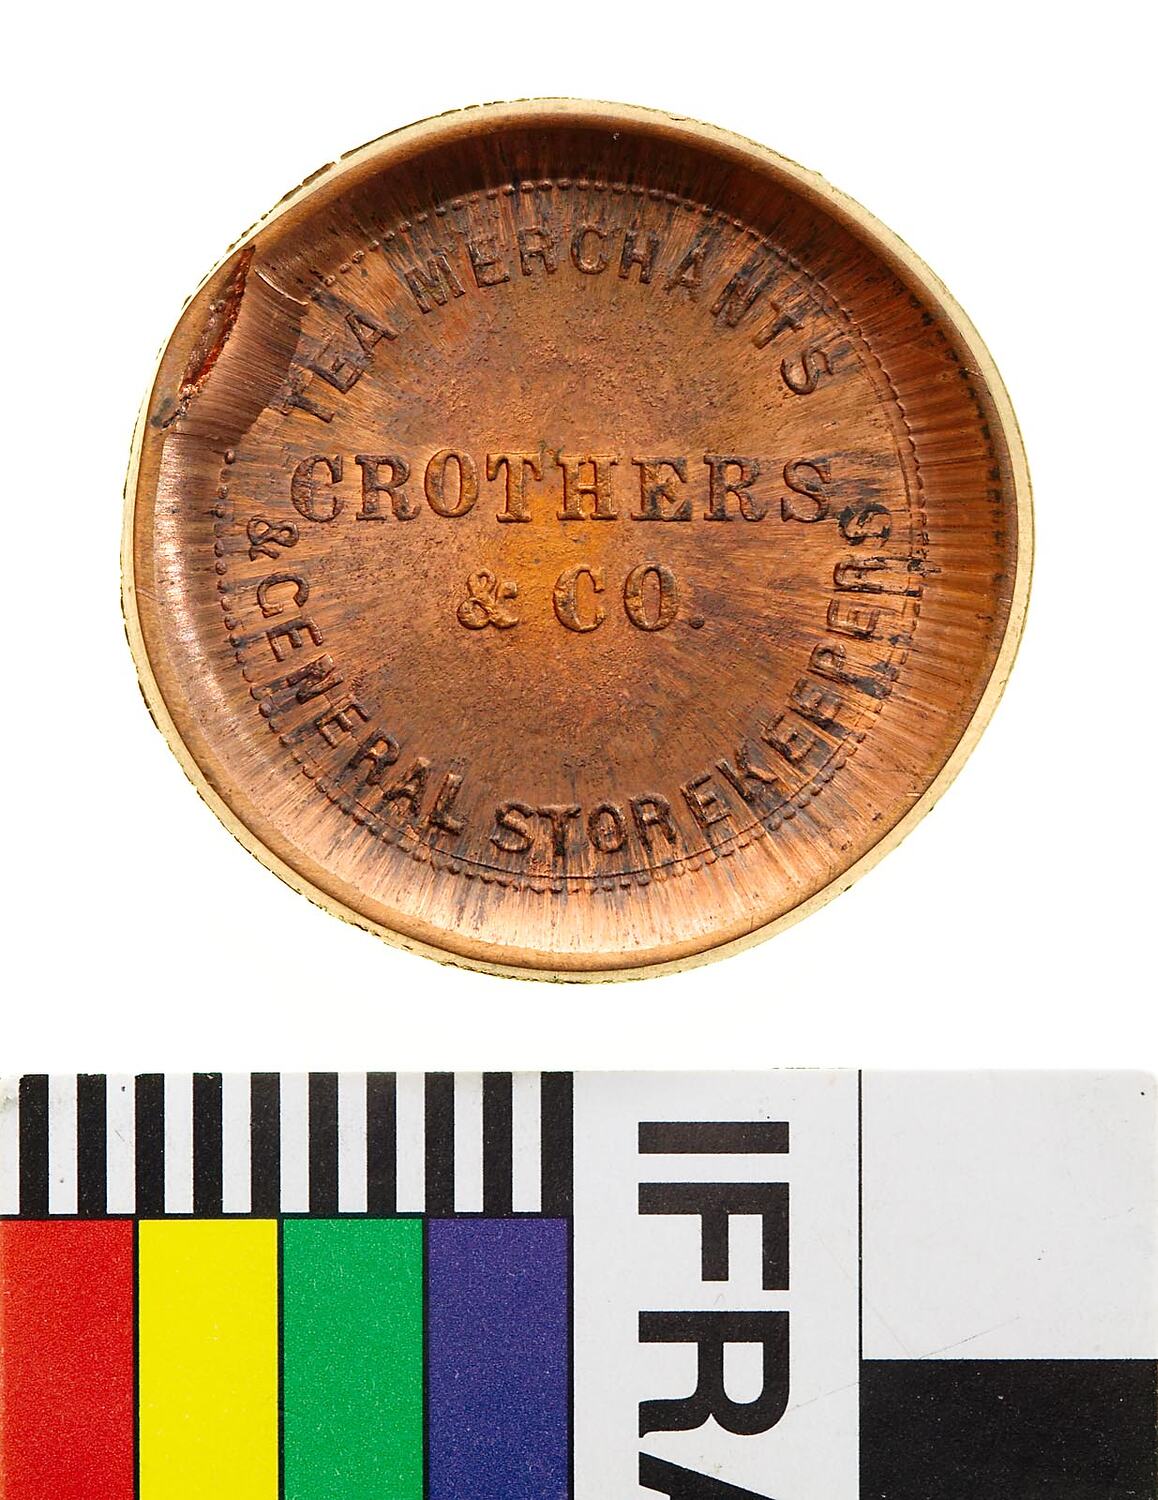 TEA MERCHANTS
CROTHERS
& CO.
& GENERAL STOREKEEPERS
IFRA